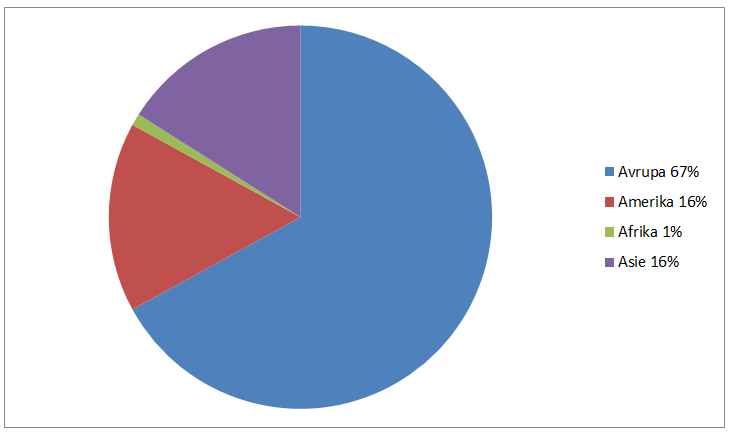 Avrupa 67%
Amerika 16%
Afrika 1%
Asie 16%